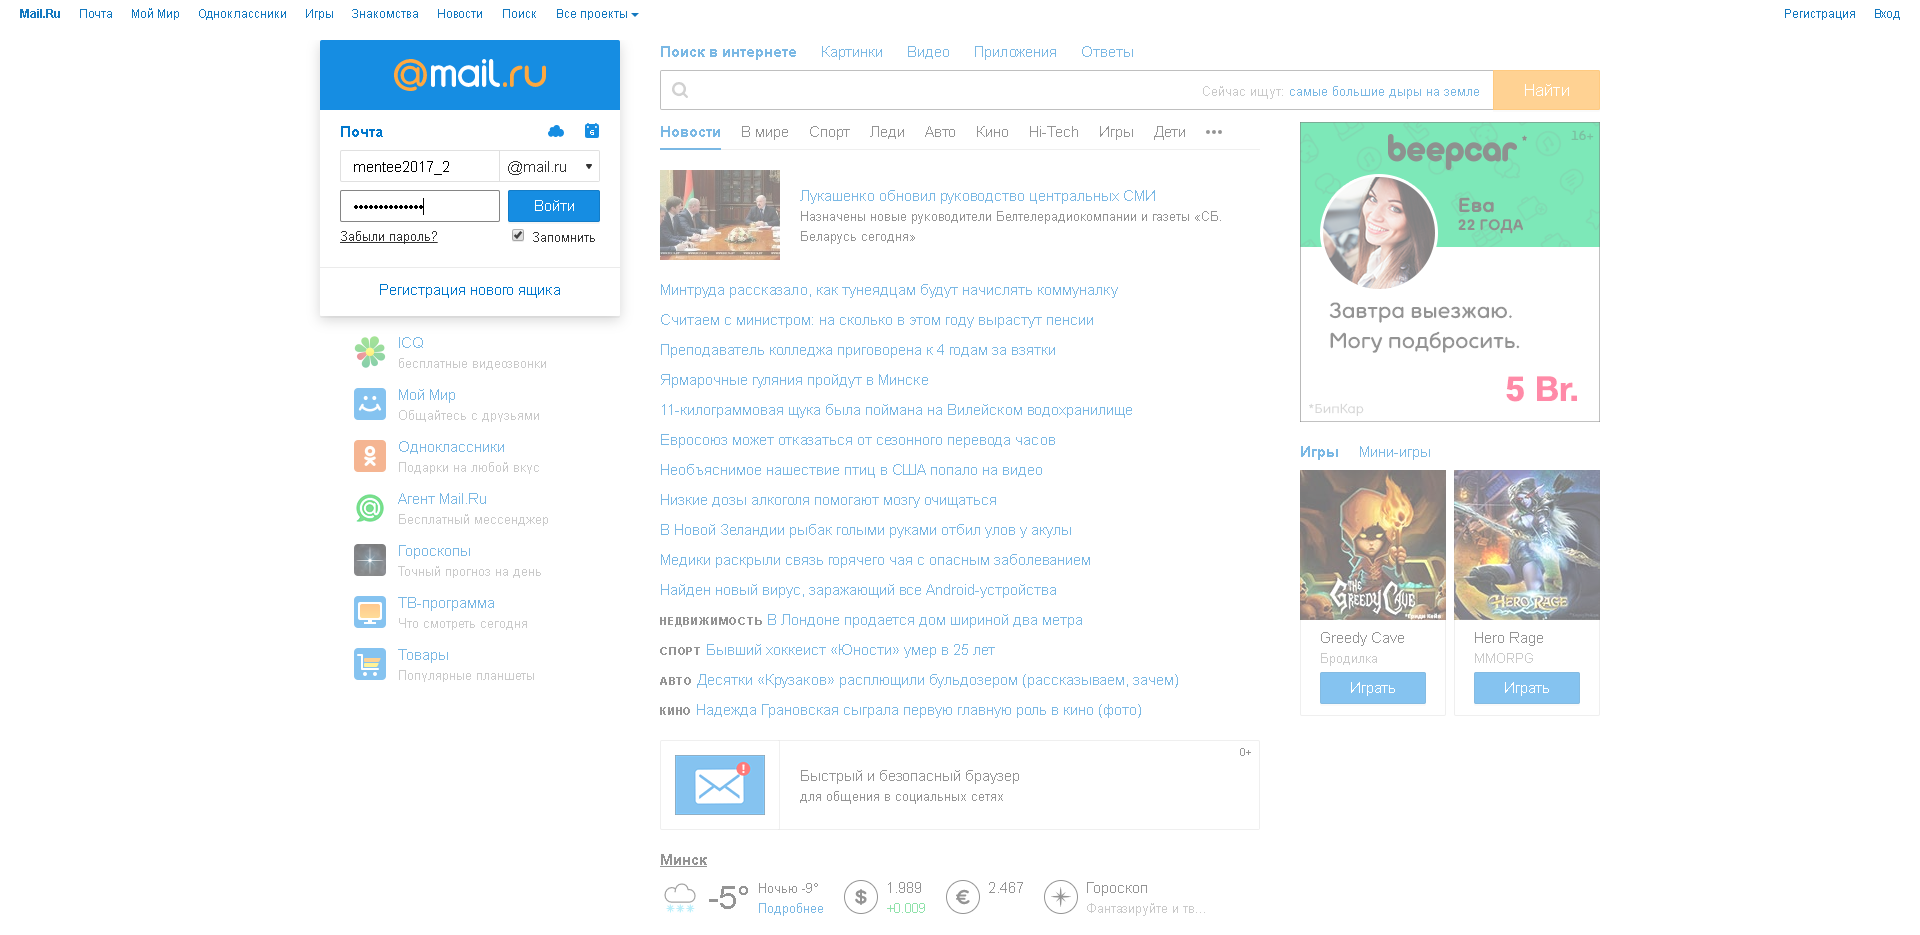 Mail.Ru Почта Мой Мир Одноклассники Игры Знакомства Новости Поиск Все проекты Регистрация Вход
@mail.ru
Почта
6
mentee2017_2 @mail.ru
Войти
Забыли пароль? Запомнить
Регистрация нового ящика
ICQ
бесплатные видеозвонки
Мой Мир
Общайтесь с друзьями
Одноклассники
Подарки на любой вкус
Агент Mail.Ru
Бесплатный мессенджер
Гороскопы
Точный прогноз на день
ТВ-программа
Что смотреть сегодня
Товары
Популярные планшеты
Поиск в интернете Картинки Видео Приложения Ответы
Сейчас ищут: самые большие дыры на земле Найти
Новости В мире Спорт Леди Авто Кино Hi-Tech Игры Дети •••
Лукашенко обновил руководство центральных СМИ
Назначены новые руководители Белтелерадиокомпании и газеты «СБ.
Беларусь сегодня»
Минтруда рассказало, как тунеядцам будут начислять коммуналку
Считаем с министром: на сколько в этом году вырастут пенсии
Преподаватель колледжа приговорена к 4 годам за взятки
Ярмарочные гуляния пройдут в Минске
11-килограммовая щука была поймана на Вилейском водохранилище
Евросоюз может отказаться от сезонного перевода часов
Необъяснимое нашествие птиц в США попало на видео
Низкие дозы алкоголя помогают мозгу очищаться
В Новой Зеландии рыбак голыми руками отбил улов у акулы
Медики раскрыли связь горячего чая с опасным заболеванием
Найден новый вирус, заражающий все Android-устройства
НЕДВИЖИМОСТЬ В Лондоне продается дом шириной два метра
СПОРТ Бывший хоккеист «Юности» умер в 25 лет
АВТО Десятки «Крузаков» расплющили бульдозером (рассказываем, зачем)
КИНО Надежда Грановская сыграла первую главную роль в кино (фото)
0+
Быстрый и безопасный браузер
для общения в социальных сетях
Минск
-5° Ночью -9°
Подробнее
$ 1.989
+0.009
€ 2.467
Гороскоп
Фантазируйте и тв...
16+
beepcar*
Ева
22 ГОДА
Завтра выезжаю.
Могу подбросить.
5 Br.
*БипКар
Игры Мини-игры
THE GREEDY CAVE
HERO RAGE
Greedy Cave
Бродилка
Играть
Hero Rage
MMORPG
Играть